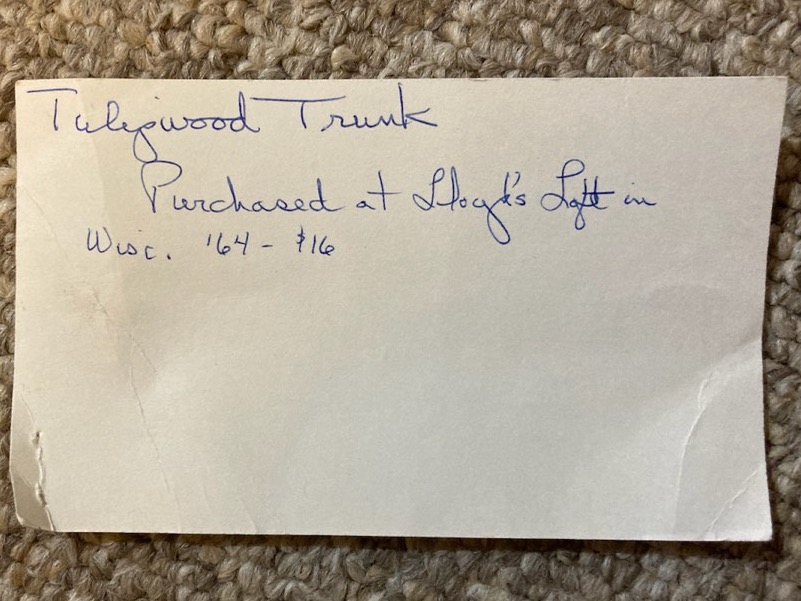 Tulipwood Trunk
Purchased at Lloyd's Loft in
Wisc. '64 - $16